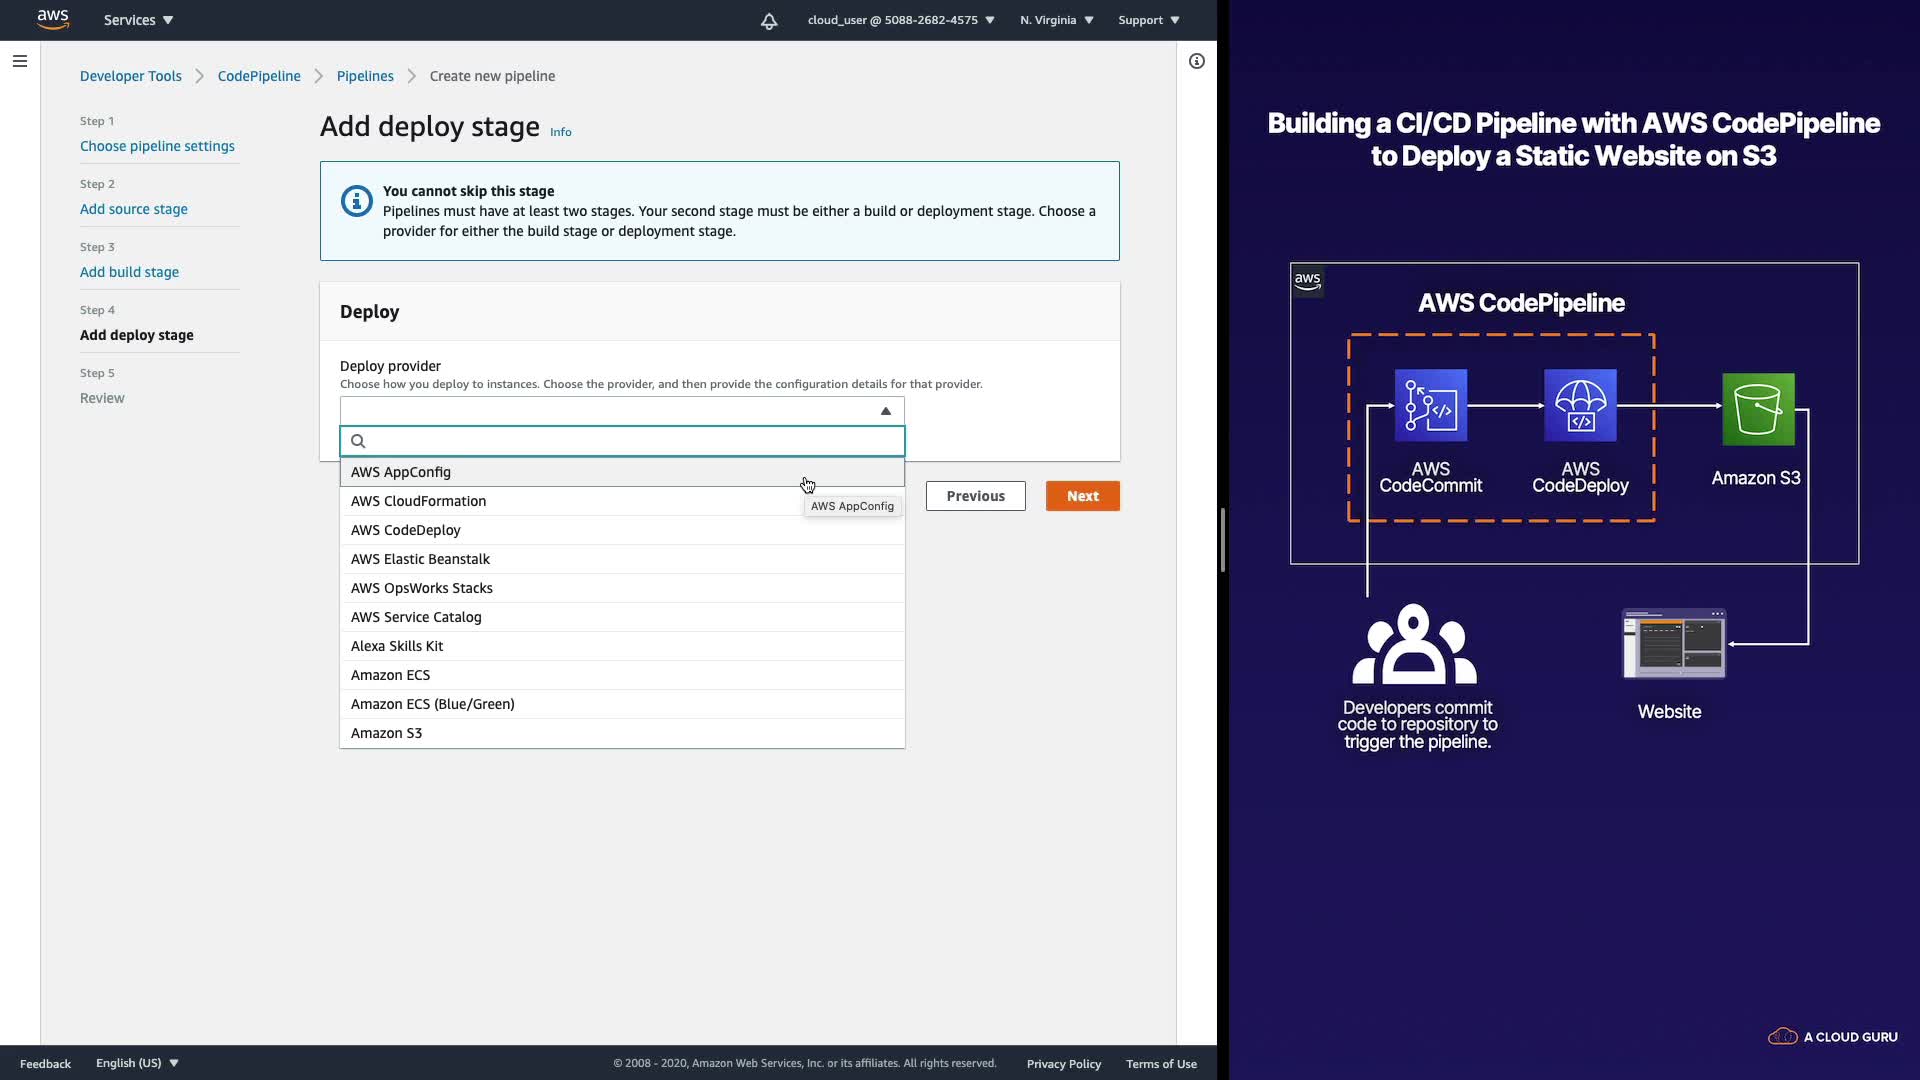 aws
Services
cloud_user @ 5088-2682-4575
N. Virginia
Support
Developer Tools
CodePipeline
Pipelines
Create new pipeline
Step 1
Choose pipeline settings
Step 2
Add source stage
Step 3
Add build stage
Step 4
Add deploy stage
Step 5
Review
Add deploy stage Info
You cannot skip this stage
Pipelines must have at least two stages. Your second stage must be either a build or deployment stage. Choose a
provider for either the build stage or deployment stage.
Deploy
Deploy provider
Choose how you deploy to instances. Choose the provider, and then provide the configuration details for that provider.
AWS AppConfig
AWS CloudFormation
AWS CodeDeploy
AWS Elastic Beanstalk
AWS OpsWorks Stacks
AWS Service Catalog
Alexa Skills Kit
Amazon ECS
Amazon ECS (Blue/Green)
Amazon S3
AWS AppConfig
Previous
Next
Feedback
English (US)
© 2008 - 2020, Amazon Web Services, Inc. or its affiliates. All rights reserved.
Privacy Policy
Terms of Use
Building a CI/CD Pipeline with AWS CodePipeline
to Deploy a Static Website on S3
aws
AWS CodePipeline
AWS
CodeCommit
AWS
CodeDeploy
Amazon S3
Developers commit
code to repository to
trigger the pipeline.
Website
A CLOUD GURU